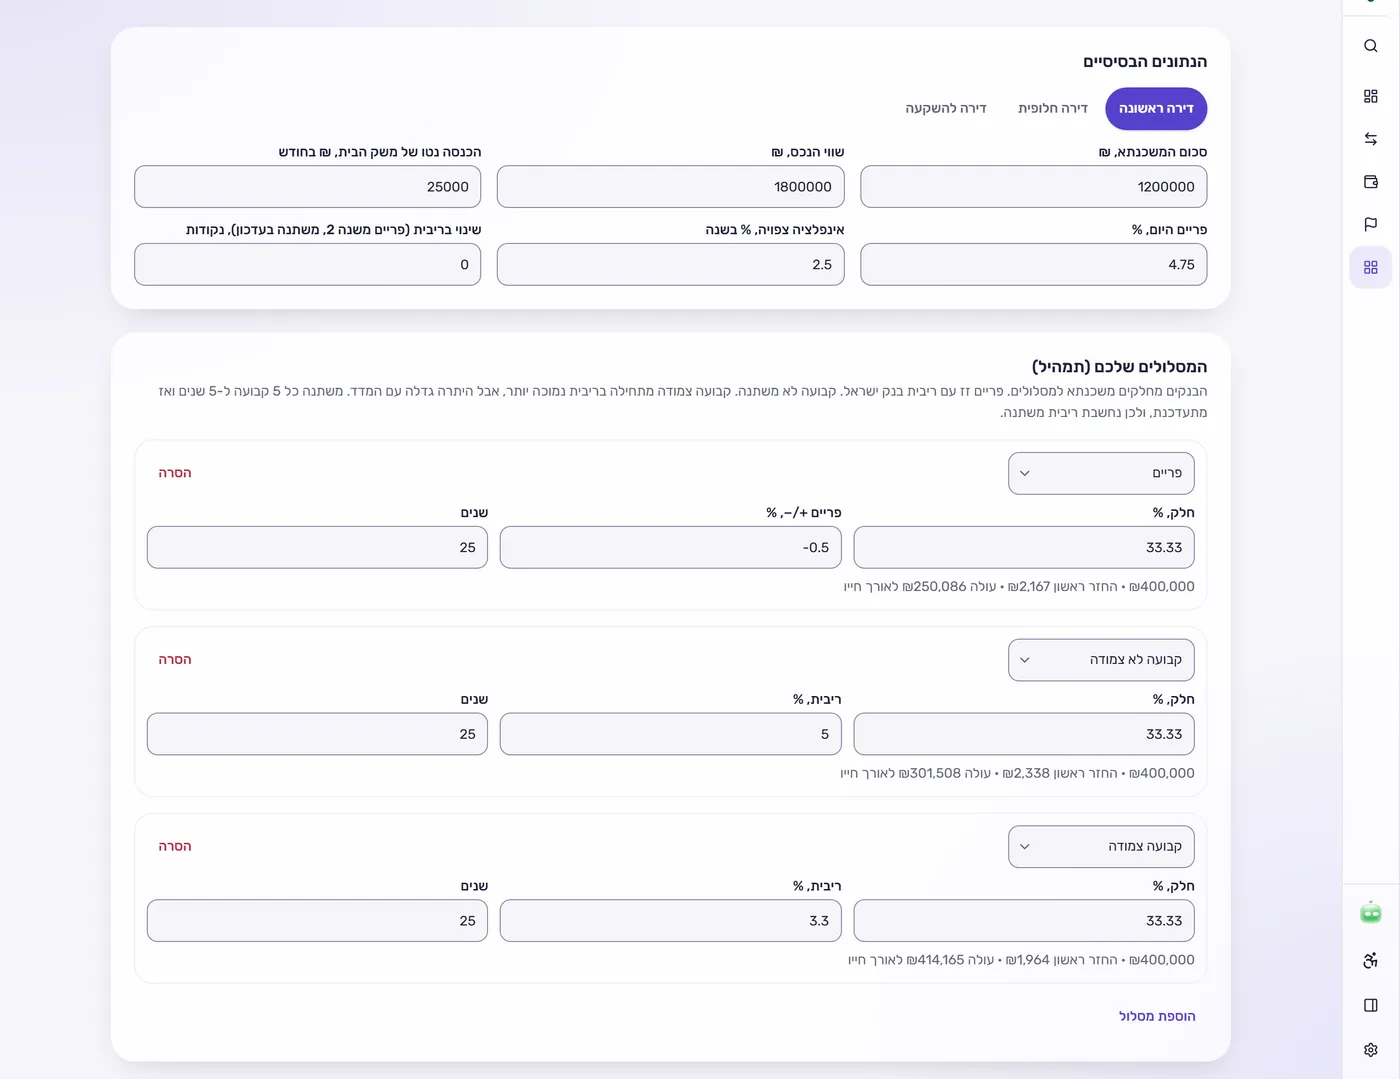 הנתונים הבסיסיים
דירה ראשונה
דירה חלופית
דירה להשקעה
סכום המשכנתא, ₪
שווי הנכס, ₪
הכנסה נטו של משק הבית, ₪ בחודש
1200000
1800000
25000
פריים היום, %
אינפלציה צפויה, % בשנה
שינוי בריבית (פריים משנה 2, משתנה בעדכון), נקודות
4.75
2.5
0
המסלולים שלכם (תמהיל)
הבנקים מחלקים משכנתא למסלולים. פריים זז עם ריבית בנק ישראל. קבועה לא משתנה. קבועה צמודה מתחילה בריבית נמוכה יותר, אבל היתרה גדלה עם המדד. משתנה כל 5 קבועה ל-5 שנים ואז
מתעדכנת, ולכן נחשבת ריבית משתנה.
פריים
הסרה
חלק, %
פריים +/−, %
שנים
33.33
-0.5
25
₪400,000 • החזר ראשון ₪2,167 • עולה ₪250,086 לאורך חייו
קבועה לא צמודה
הסרה
חלק, %
ריבית, %
שנים
33.33
5
25
₪400,000 • החזר ראשון ₪2,338 • עולה ₪301,508 לאורך חייו
קבועה צמודה
הסרה
חלק, %
ריבית, %
שנים
33.33
3.3
25
₪400,000 • החזר ראשון ₪1,964 • עולה ₪414,165 לאורך חייו
הוספת מסלול